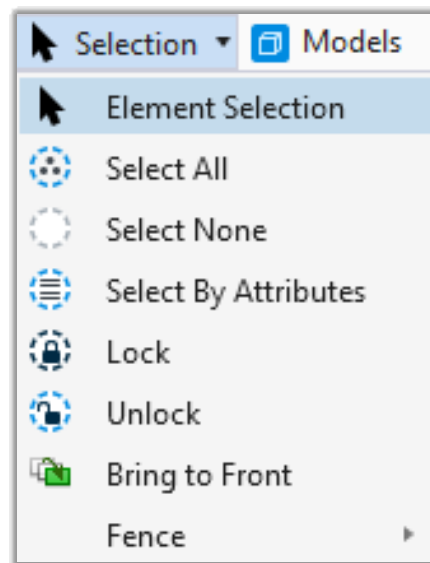 Selection Models
Element Selection
Select All
Select None
Select By Attributes
Lock
Unlock
Bring to Front
Fence